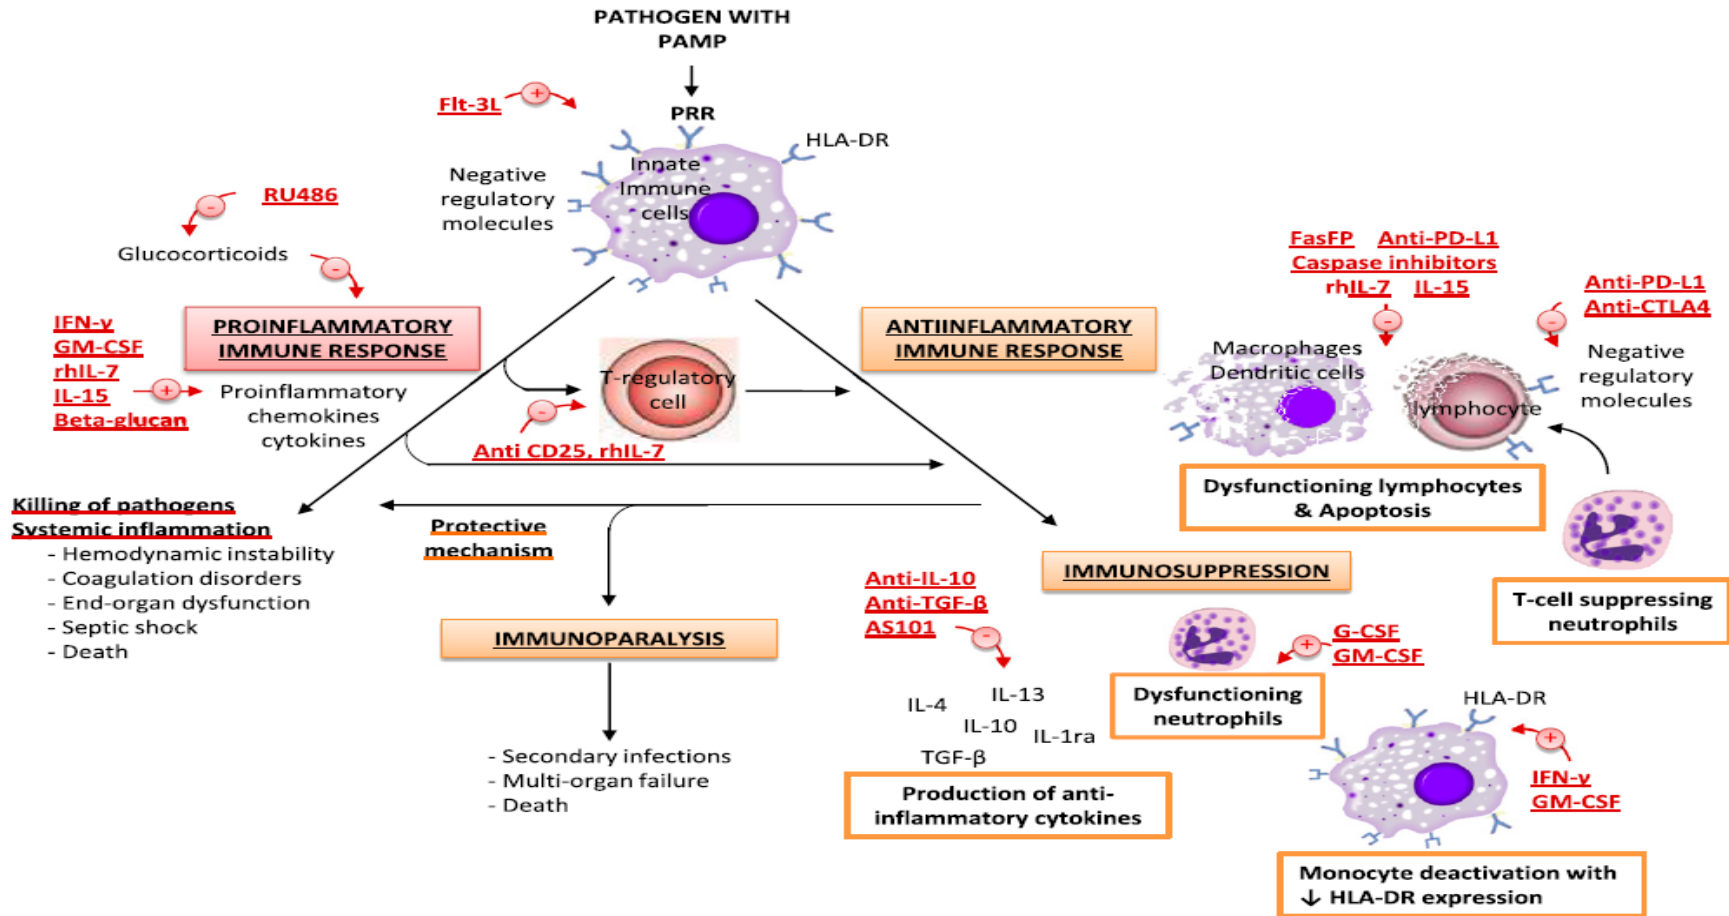 PATHOGEN WITH
PAMP
Flt-3L
+
PRR
HLA-DR
Innate
Immune
cells
Negative
regulatory
molecules
RU486
-
Glucocorticoids
-
PROINFLAMMATORY
IMMUNE RESPONSE
IFN-γ
GM-CSF
rhIL-7
IL-15
Beta-glucan
+
Proinflammatory
chemokines
cytokines
T-regulatory
cell
-
Anti CD25, rhIL-7
ANTIINFLAMMATORY
IMMUNE RESPONSE
FasFP Anti-PD-L1
Caspase inhibitors
rhIL-7 IL-15
-
Anti-PD-L1
Anti-CTLA4
-
Macrophages
Dendritic cells
lymphocyte
Negative
regulatory
molecules
Dysfunctioning lymphocytes
& Apoptosis
T-cell suppressing
neutrophils
Killing of pathogens
Systemic inflammation
- Hemodynamic instability
- Coagulation disorders
- End-organ dysfunction
- Septic shock
- Death
Protective
mechanism
IMMUNOPARALYSIS
- Secondary infections
- Multi-organ failure
- Death
IMMUNOSUPPRESSION
Anti-IL-10
Anti-TGF-β
AS101
-
IL-4
IL-13
IL-10
IL-1ra
TGF-β
Production of anti-
inflammatory cytokines
G-CSF
GM-CSF
+
Dysfunctioning
neutrophils
HLA-DR
+
IFN-γ
GM-CSF
Monocyte deactivation with
↓ HLA-DR expression